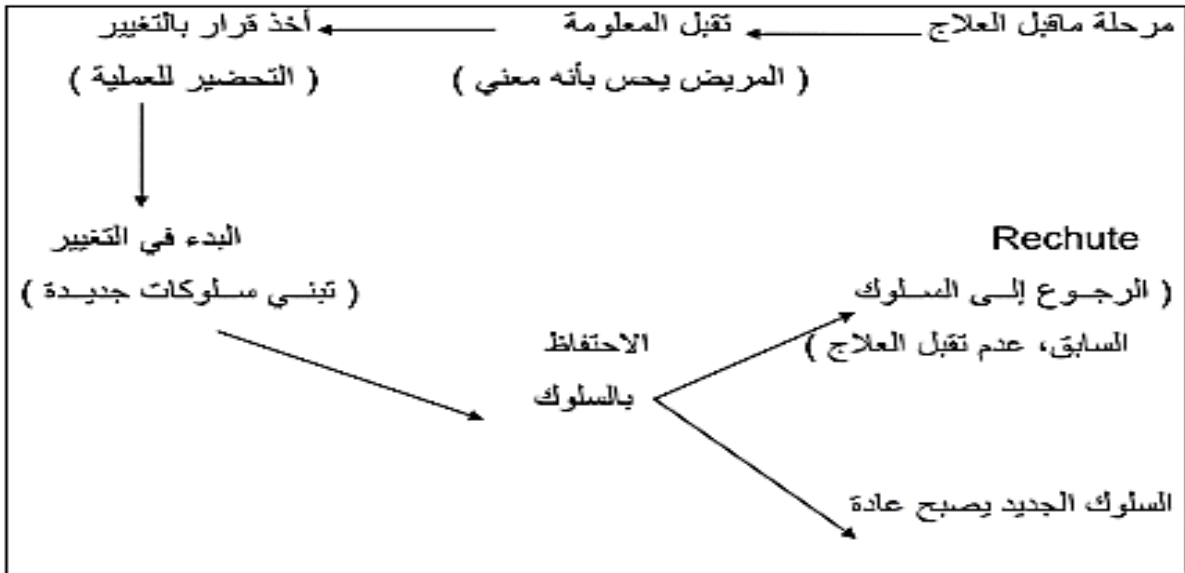 مرحلة ماقبل العلاج
تقبل المعلومة
( المريض يحس بأنه معني )
أخذ قرار بالتغيير
( التحضير للعملية )
البدء في التغيير
( تبني سلوكات جديدة )
الاحتفاظ
بالسلوك
Rechute
( الرجوع إلى السلوك
السابق، عدم تقبل العلاج )
السلوك الجديد يصبح عادة